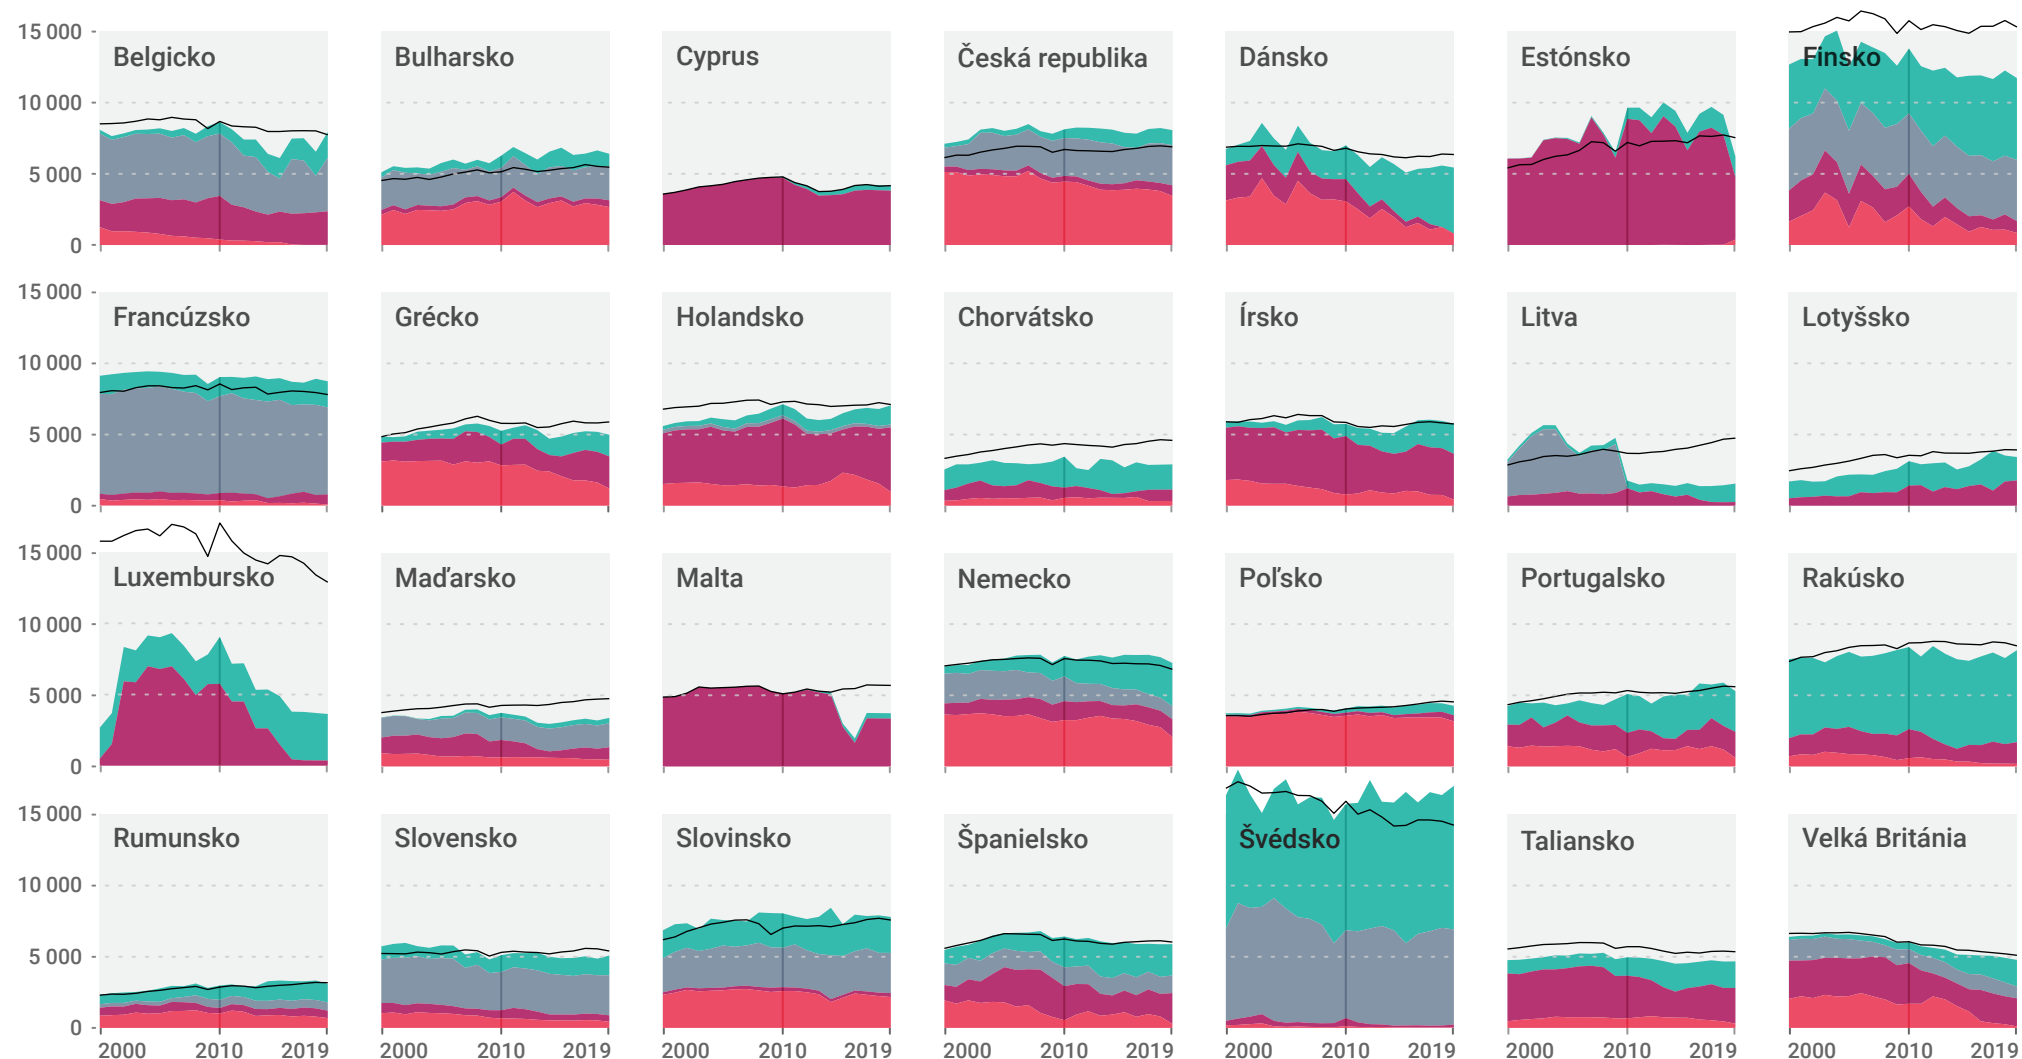 15 000
10 000
5 000
0
Belgicko
Bulharsko
Cyprus
Česká republika
Dánsko
Estónsko
Finsko
15 000
10 000
5 000
0
Francúzsko
Grécko
Holandsko
Chorvátsko
Írsko
Litva
Lotyšsko
15 000
10 000
5 000
0
Luxembursko
Maďarsko
Malta
Nemecko
Poľsko
Portugalsko
Rakúsko
15 000
10 000
5 000
0
Rumunsko
Slovensko
Slovinsko
Španielsko
Švédsko
Taliansko
Velká Británia
2000 2010 2019
2000 2010 2019
2000 2010 2019
2000 2010 2019
2000 2010 2019
2000 2010 2019
2000 2010 2019